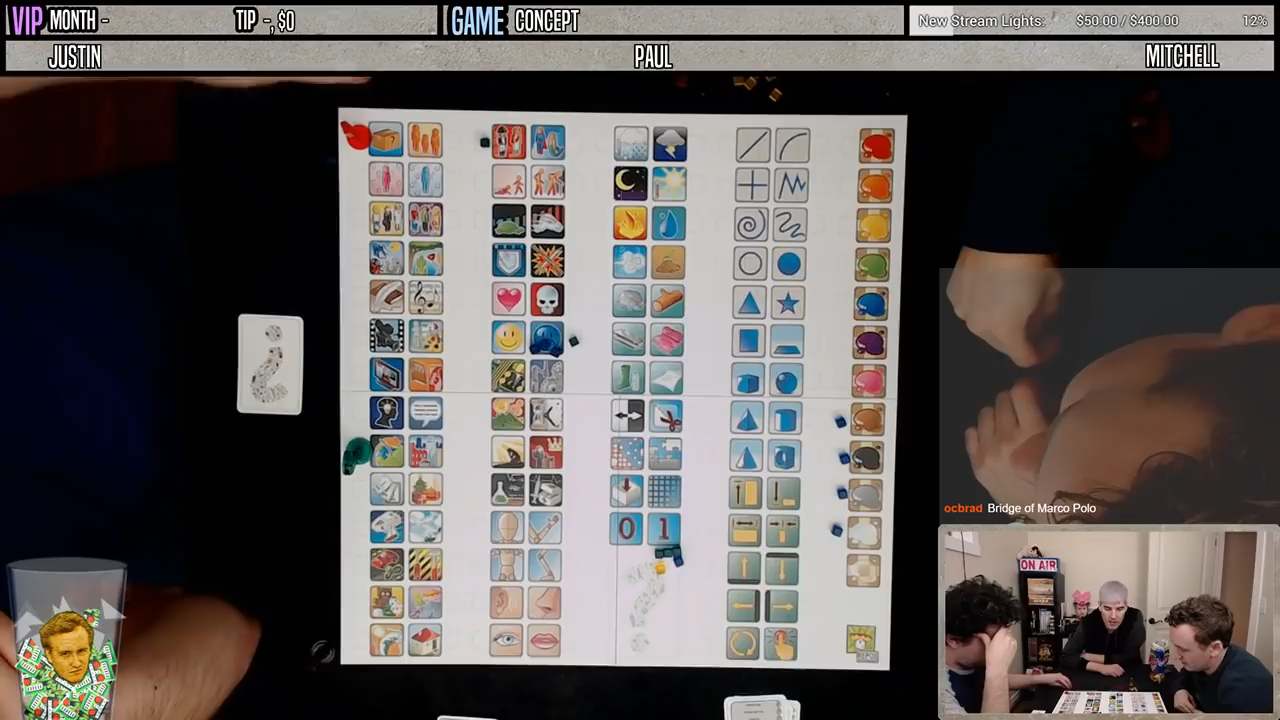 VIP MONTH -
TIP -, $0
GAME CONCEPT
New Stream Lights: $50.00 / $400.00 12%
JUSTIN
PAUL
MITCHELL
0 1
ocbrad Bridge of Marco Polo
ON AIR